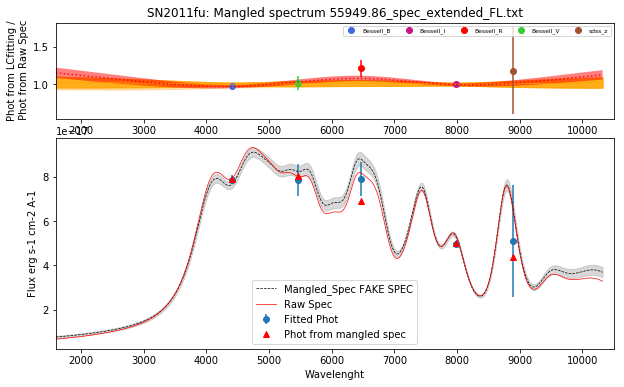 SN2011fu: Mangled spectrum 55949.86_spec_extended_FL.txt
Phot from LCfitting /
Phot from Raw Spec
1.5
1.0
Bessell_B
Bessell_I
Bessell_R
Bessell_V
sdss_z
2000 3000 4000 5000 6000 7000 8000 9000 10000
1e−17
Flux erg s-1 cm-2 A-1
8
6
4
2
Mangled_Spec FAKE SPEC
Raw Spec
Fitted Phot
Phot from mangled spec
2000 3000 4000 5000 6000 7000 8000 9000 10000
Wavelenght